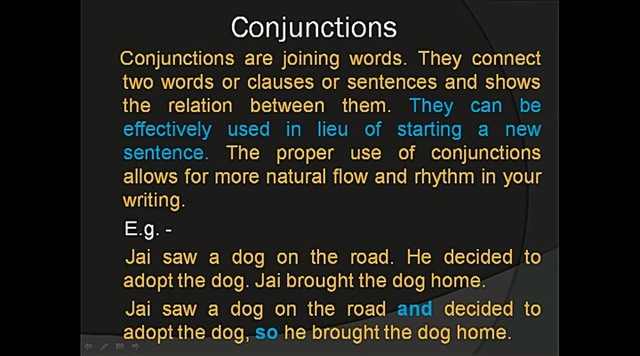 Conjunctions
Conjunctions are joining words. They connect
two words or clauses or sentences and shows
the relation between them. They can be
effectively used in lieu of starting a new
sentence. The proper use of conjunctions
allows for more natural flow and rhythm in your
writing.
E.g. -
Jai saw a dog on the road. He decided to
adopt the dog. Jai brought the dog home.
Jai saw a dog on the road and decided to
adopt the dog, so he brought the dog home.